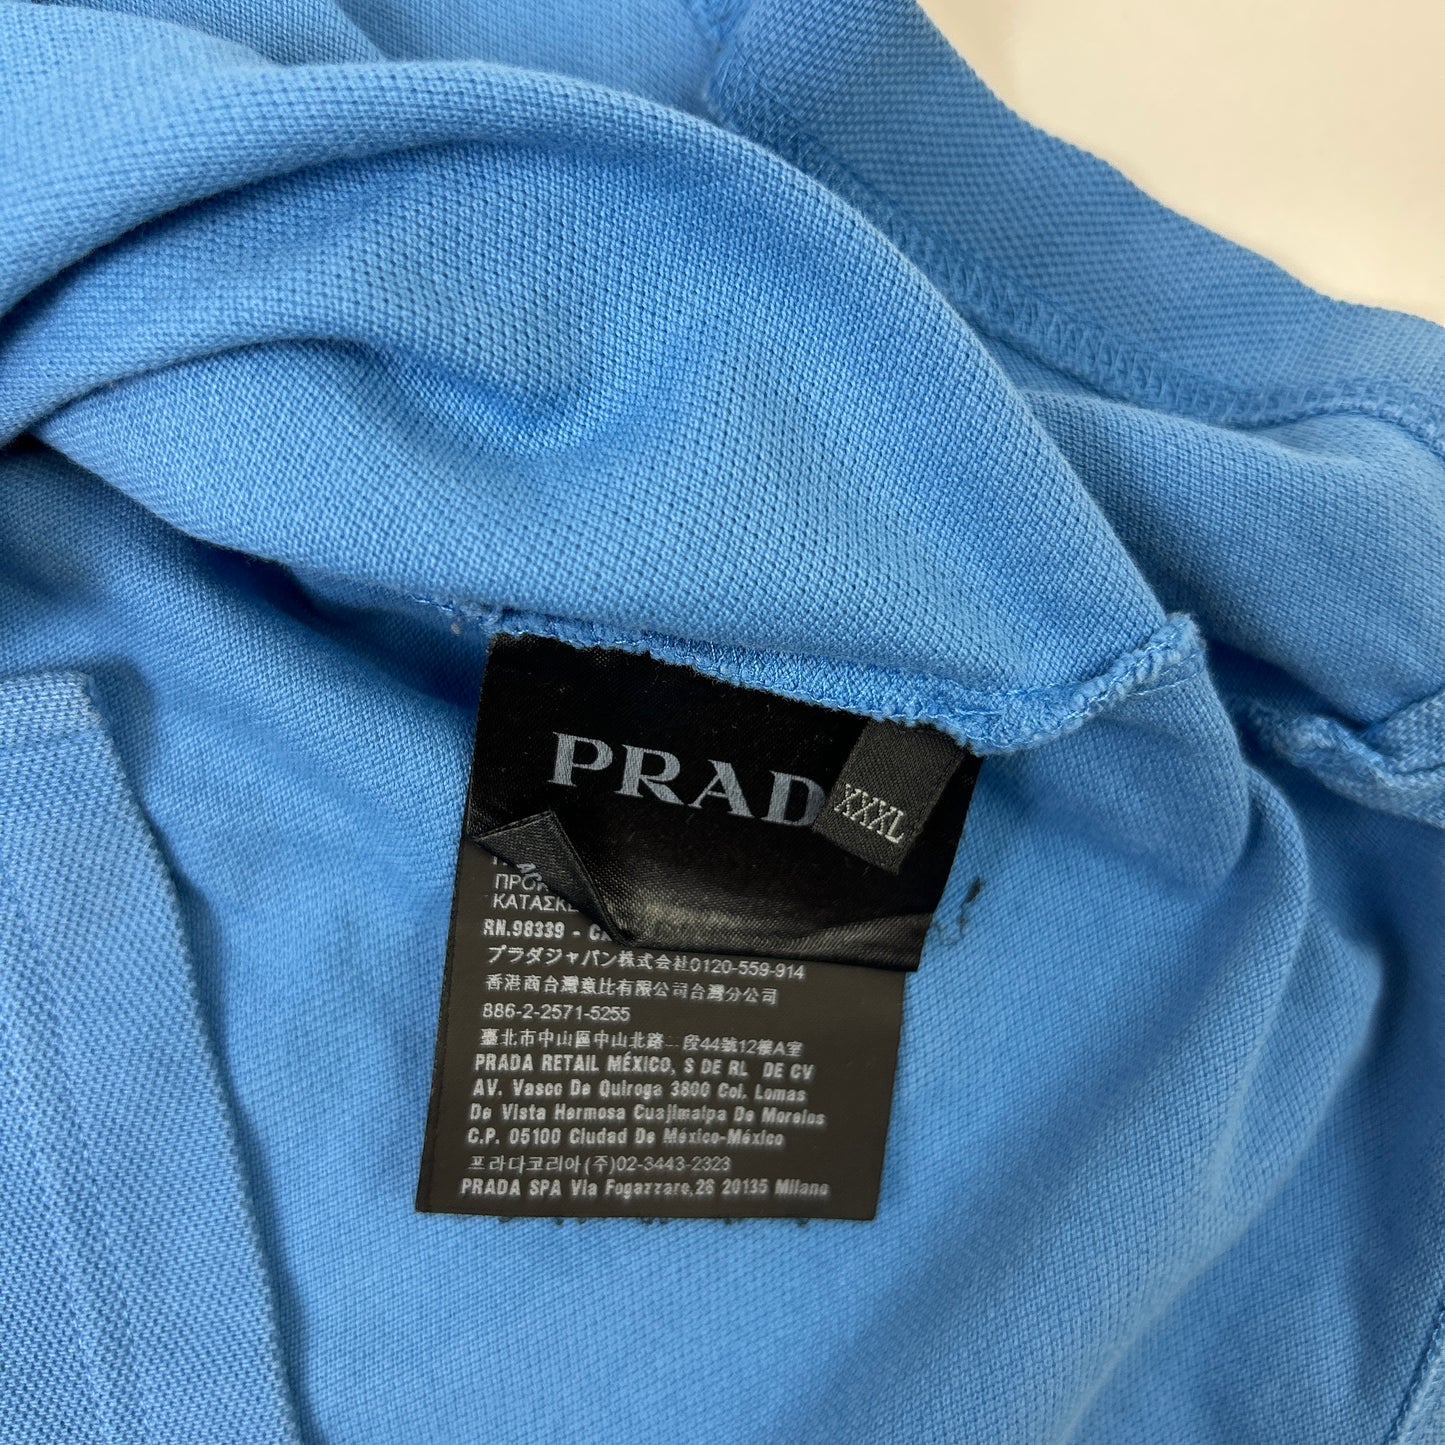 PRAD
XXXL
ΠΡΟΚ
ΚΑΤΑΣΚΕ
RN.98339 - CA
プラダジャパン株式会社0120-559-914
香港商台灣意比有限公司台灣分公司
886-2-2571-5255
臺北市中山區中山北路二段44號12樓A室
PRADA RETAIL MÉXICO, S DE RL DE CV
AV. Vasco De Quiroga 3800 Col. Lomas
De Vista Hermosa Cuajimalpa De Morelos
C.P. 05100 Ciudad De México-México
프라다코리아(주)02-3443-2323
PRADA SPA Via Fogazzaro,28 20135 Milano